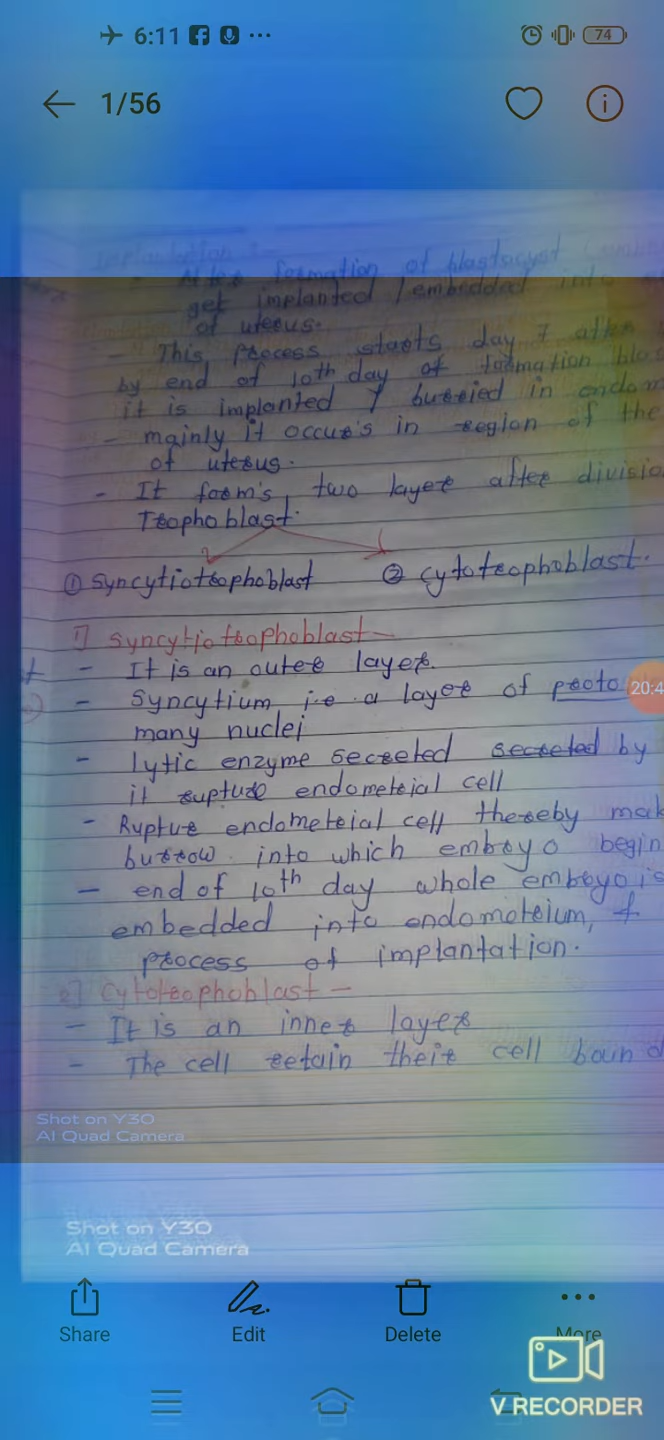 6:11 ...
74
1/56
Implantation :-
After formation of blastocyst
get implanted / embedded into
of uterus.
- This process starts day 7 after
by end of 10th day of formation
it is implanted & burried in endom
- mainly it occurs in region of the
of uterus.
- It form's two layer after divisio
Trophoblast.
① Syncytiotrophoblast ② Cytotrophoblast.
1) Syncytiotrophoblast -
- It is an outer layer.
- Syncytium i.e a layer of proto
20:4
many nuclei
- lytic enzyme secreted secreted by
it rupture endometrial cell
- Rupture endometrial cell thereby mak
burrow into which embryo begin
- end of 10th day whole embryo is
embedded into endometrium, &
process of implantation.
2] Cytotrophoblast -
- It is an inner layer
- The cell retain their cell bound
Shot on Y30
AI Quad Camera
Shot on Y30
AI Quad Camera
Share Edit Delete More
V RECORDER